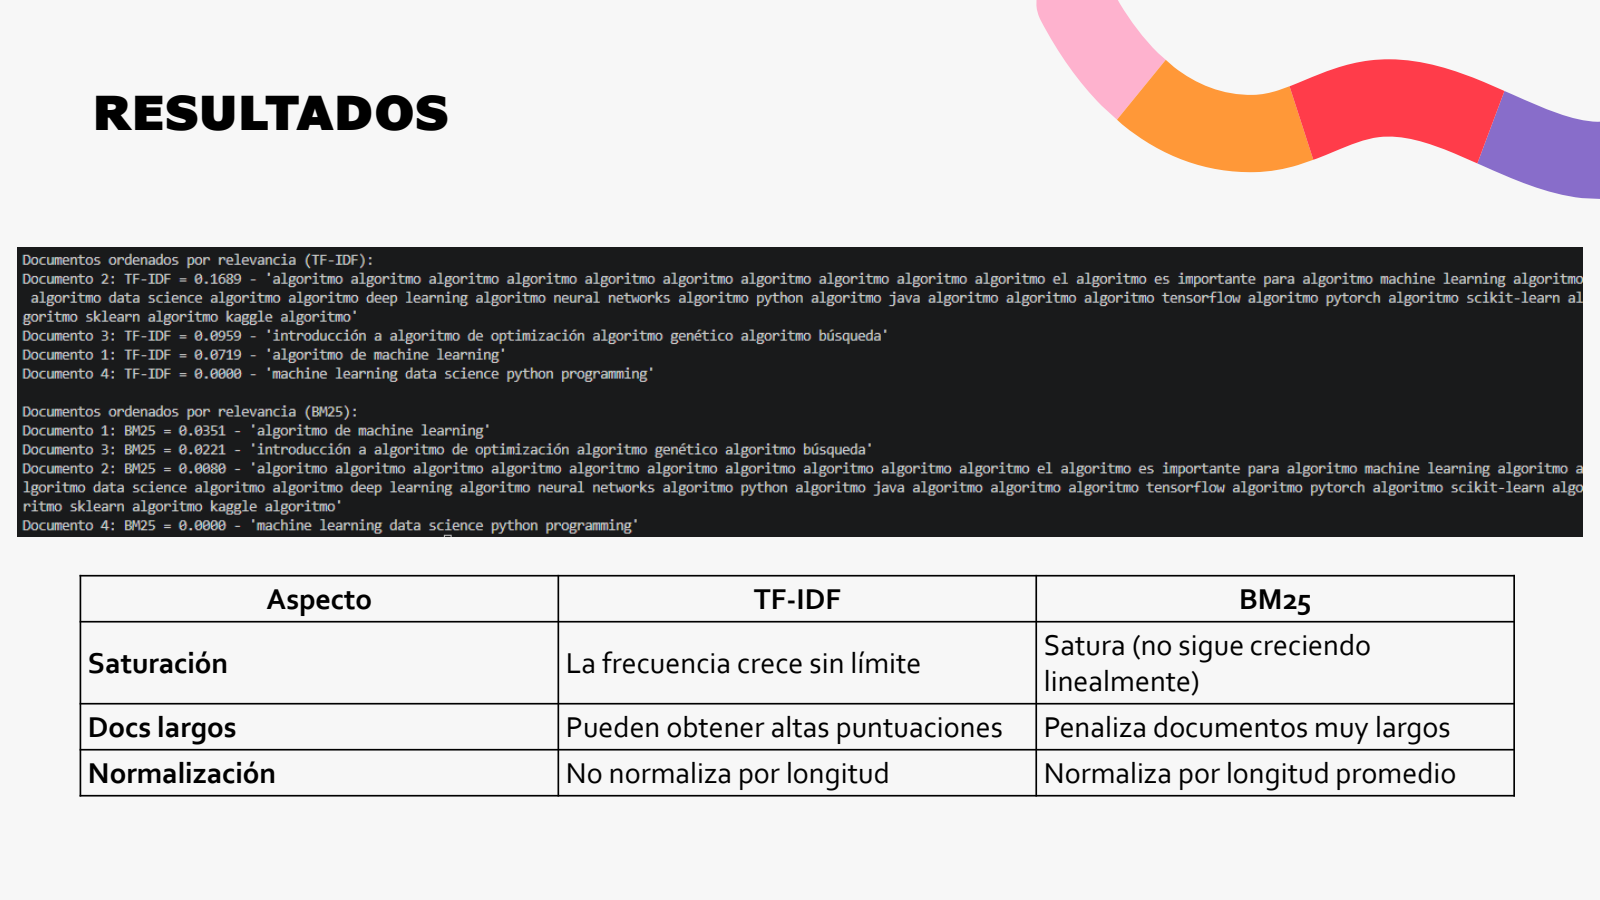 RESULTADOS
Documentos ordenados por relevancia (TF-IDF):
Documento 2: TF-IDF = 0.1689 - 'algoritmo algoritmo algoritmo algoritmo algoritmo algoritmo algoritmo algoritmo algoritmo algoritmo el algoritmo es importante para algoritmo machine learning algoritmo
algoritmo data science algoritmo algoritmo deep learning algoritmo neural networks algoritmo python algoritmo java algoritmo algoritmo algoritmo tensorflow algoritmo pytorch algoritmo scikit-learn al
goritmo sklearn algoritmo kaggle algoritmo'
Documento 3: TF-IDF = 0.0959 - 'introducción a algoritmo de optimización algoritmo genético algoritmo búsqueda'
Documento 1: TF-IDF = 0.0719 - 'algoritmo de machine learning'
Documento 4: TF-IDF = 0.0000 - 'machine learning data science python programming'
Documentos ordenados por relevancia (BM25):
Documento 1: BM25 = 0.0351 - 'algoritmo de machine learning'
Documento 3: BM25 = 0.0221 - 'introducción a algoritmo de optimización algoritmo genético algoritmo búsqueda'
Documento 2: BM25 = 0.0080 - 'algoritmo algoritmo algoritmo algoritmo algoritmo algoritmo algoritmo algoritmo algoritmo algoritmo el algoritmo es importante para algoritmo machine learning algoritmo a
lgoritmo data science algoritmo algoritmo deep learning algoritmo neural networks algoritmo python algoritmo java algoritmo algoritmo algoritmo tensorflow algoritmo pytorch algoritmo scikit-learn algo
ritmo sklearn algoritmo kaggle algoritmo'
Documento 4: BM25 = 0.0000 - 'machine learning data science python programming'
Aspecto TF-IDF BM25
Saturación La frecuencia crece sin límite Satura (no sigue creciendo
linealmente)
Docs largos Pueden obtener altas puntuaciones Penaliza documentos muy largos
Normalización No normaliza por longitud Normaliza por longitud promedio